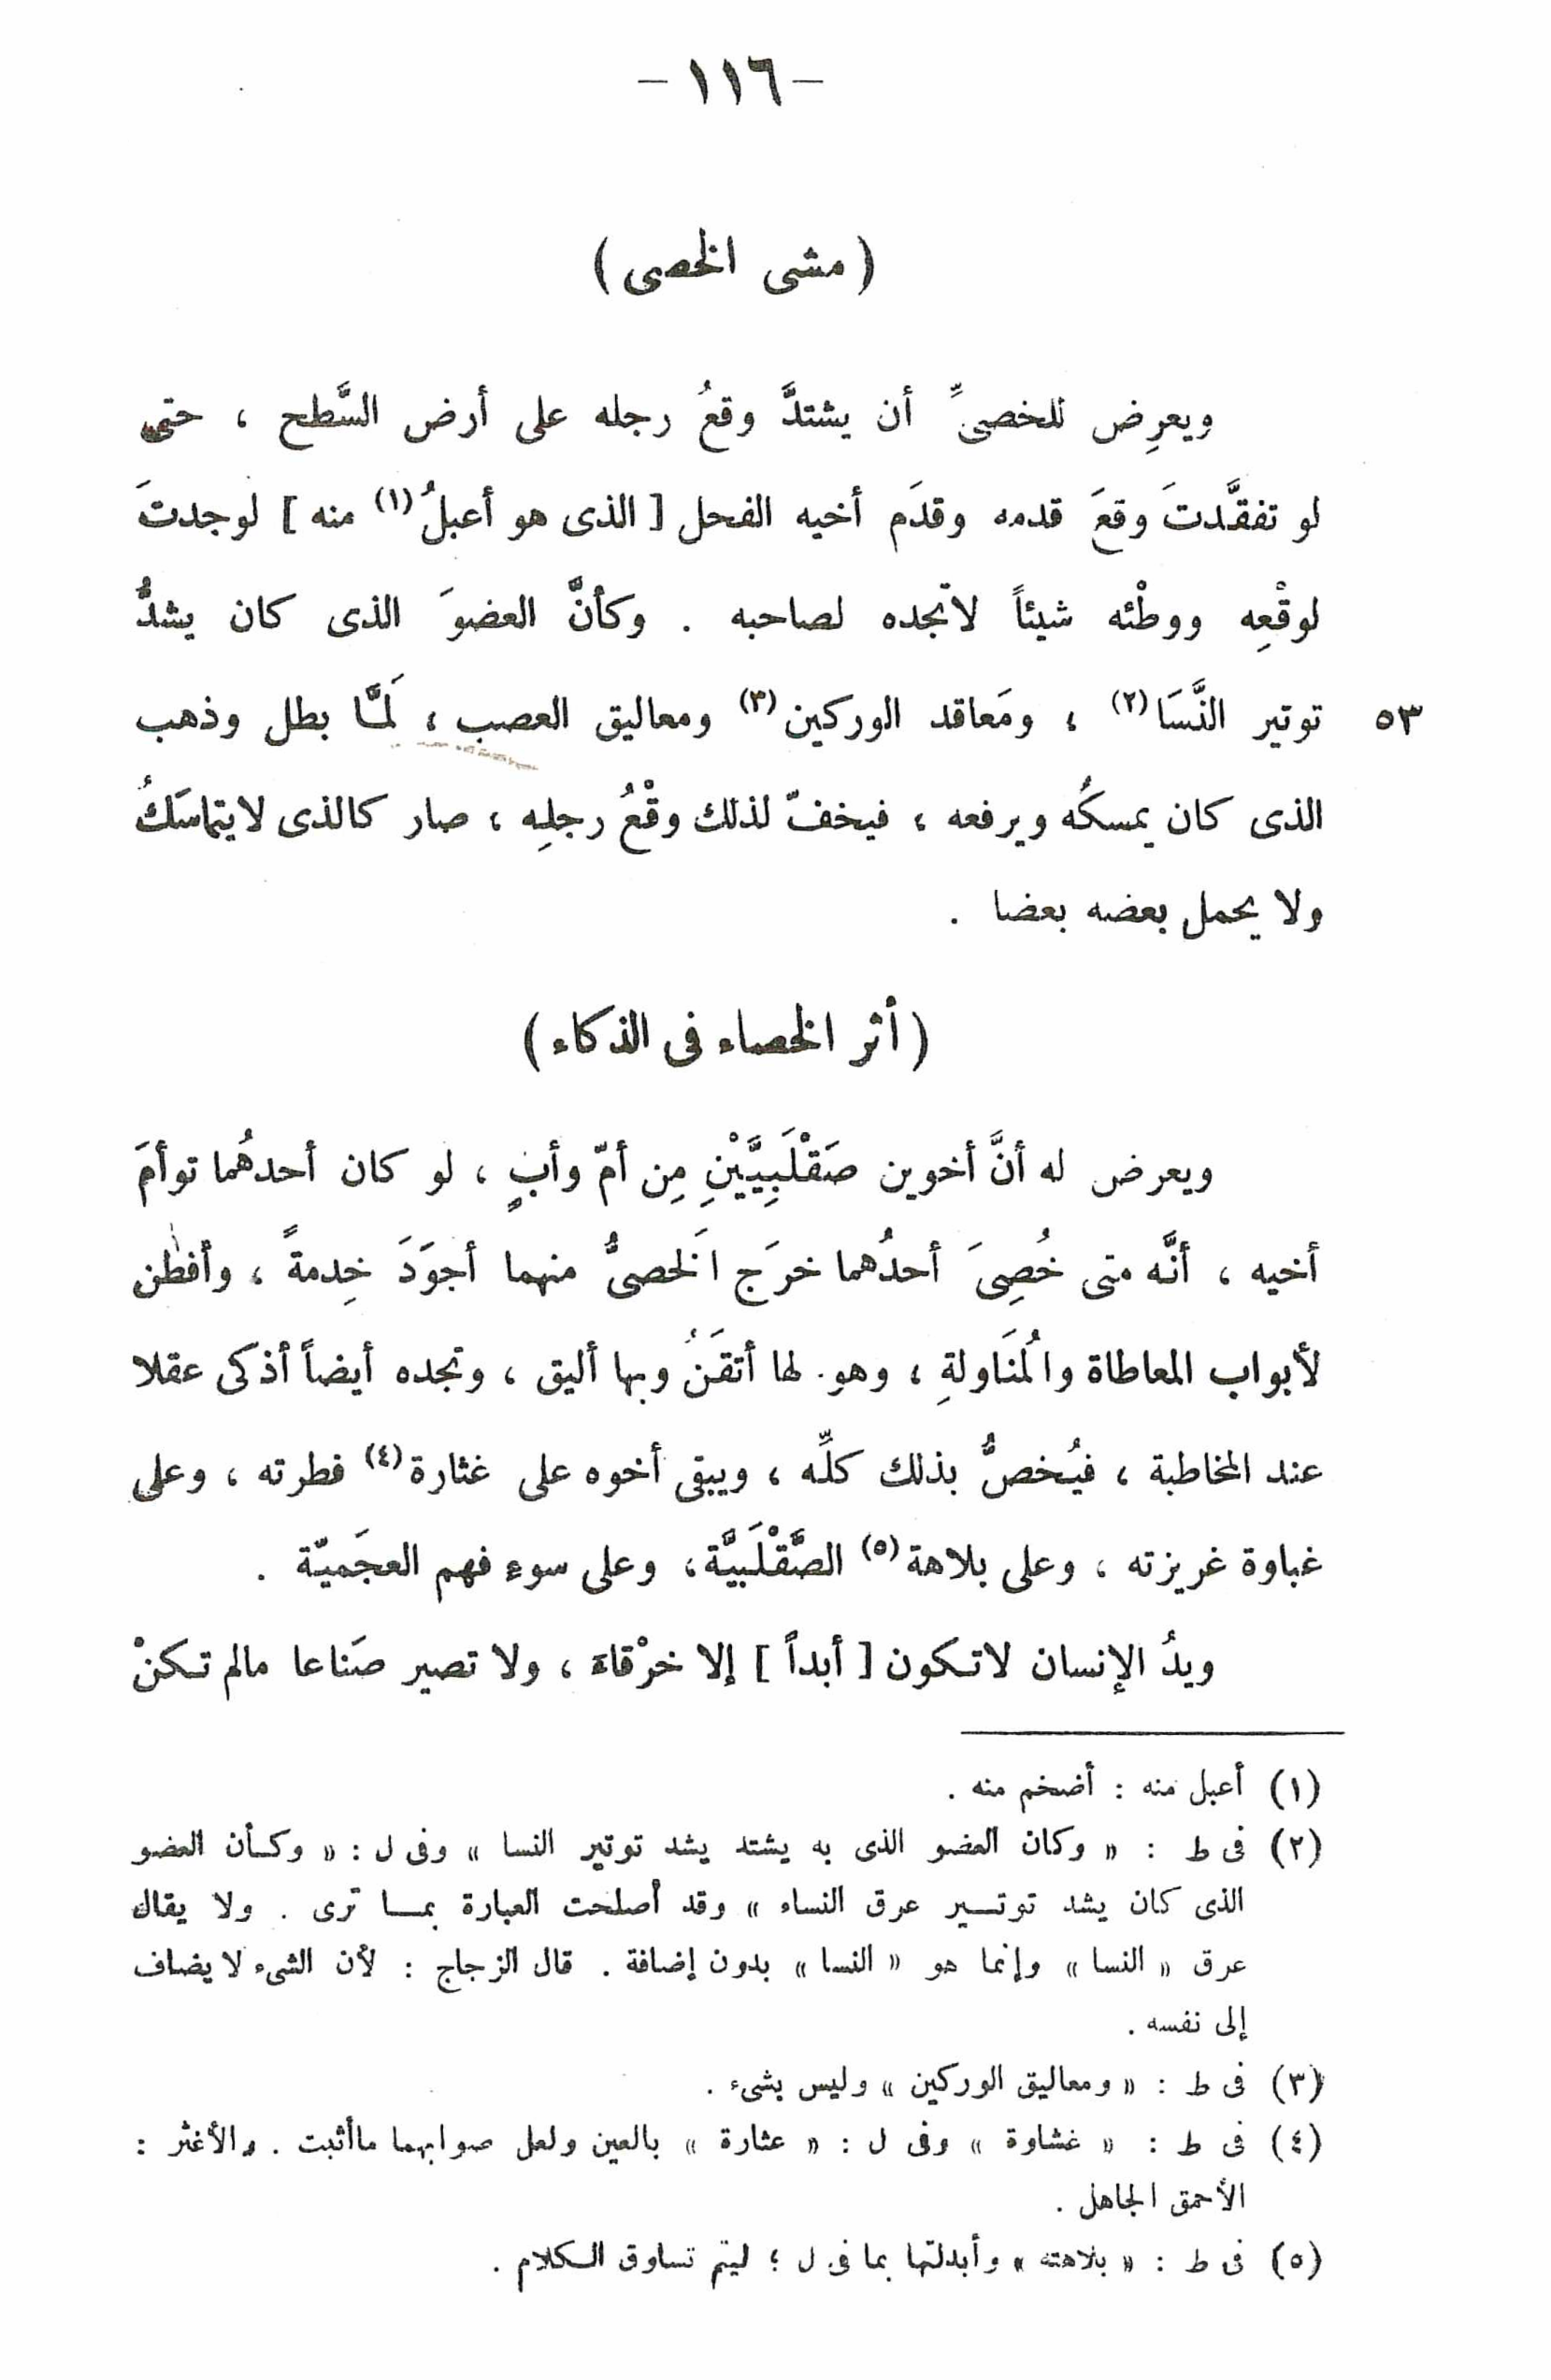 -١١٦-
( مشى الخصى )
ويعرِض للخصىِّ أن يشتدَّ وقعُ رجله على أرض السَّطح ، حتى
لو تفقَّدتَ وقعَ قدمه وقدَم أخيه الفحل [ الذى هو أعبلُ(١) منه ] لوجدتَ
لوقْعِه ووطْئه شيئاً لاتجده لصاحبه . وكأنَّ العضوَ الذى كان يشدُّ
٥٣ توتير النَّسَا(٢) ، ومَعاقد الوركين(٣) ومعاليق العصب ، لَمَّا بطل وذهب
الذى كان يمسكُه ويرفعه ، فيخفّ لذلك وقْعُ رجلِه ، صار كالذى لايتماسَكُ
ولا يحمل بعضه بعضا .
( أثر الخصاء فى الذكاء )
ويعرض له أنَّ أخوين صَقْلَبِيَّيْنِ مِن أمّ وأبٍ ، لو كان أحدهُما توأمَ
أخيه ، أنَّه متى خُصِىَ أحدُهما خرَج الَخصىُّ منهما أجوَدَ خِدمةً ، وأفطن
لأبواب المعاطاة والمُنَاولةِ ، وهو لها أتقَنُ وبها أليق ، وتجده أيضاً أذكى عقلا
عند المخاطبة ، فيُخصُّ بذلك كلِّه ، ويبقى أخوه على غثارة(٤) فطرته ، وعلى
غباوة غريزته ، وعلى بلاهة(٥) الصَّقْلَبيَّة، وعلى سوء فهم العجَميّة .
ويدُ الإنسان لاتكون [ أبداً ] إلا خرْقاءَ ، ولا تصير صَناعا مالم تكنْ
(١) أعبل منه : أضخم منه .
(٢) فى ط : « وكان العضو الذى به يشتد يشد توتير النسا » وفى ل : « وكأن العضو
الذى كان يشد توتير عرق النساء » وقد أصلحت العبارة بما ترى . ولا يقال
عرق « النسا » وإنما هو « النسا » بدون إضافة . قال الزجاج : لأن الشىء لايضاف
إلى نفسه .
(٣) فى ط : « ومعاليق الوركين » وليس بشىء .
(٤) فى ط : « غشاوة » وفى ل : « عثارة » بالعين ولعل صوابهما ماأثبت . والأغثر :
الأحمق الجاهل .
(٥) فى ط : « بلاهته » وأبدلتها بما فى ل ؛ ليتم تساوق الكلام .